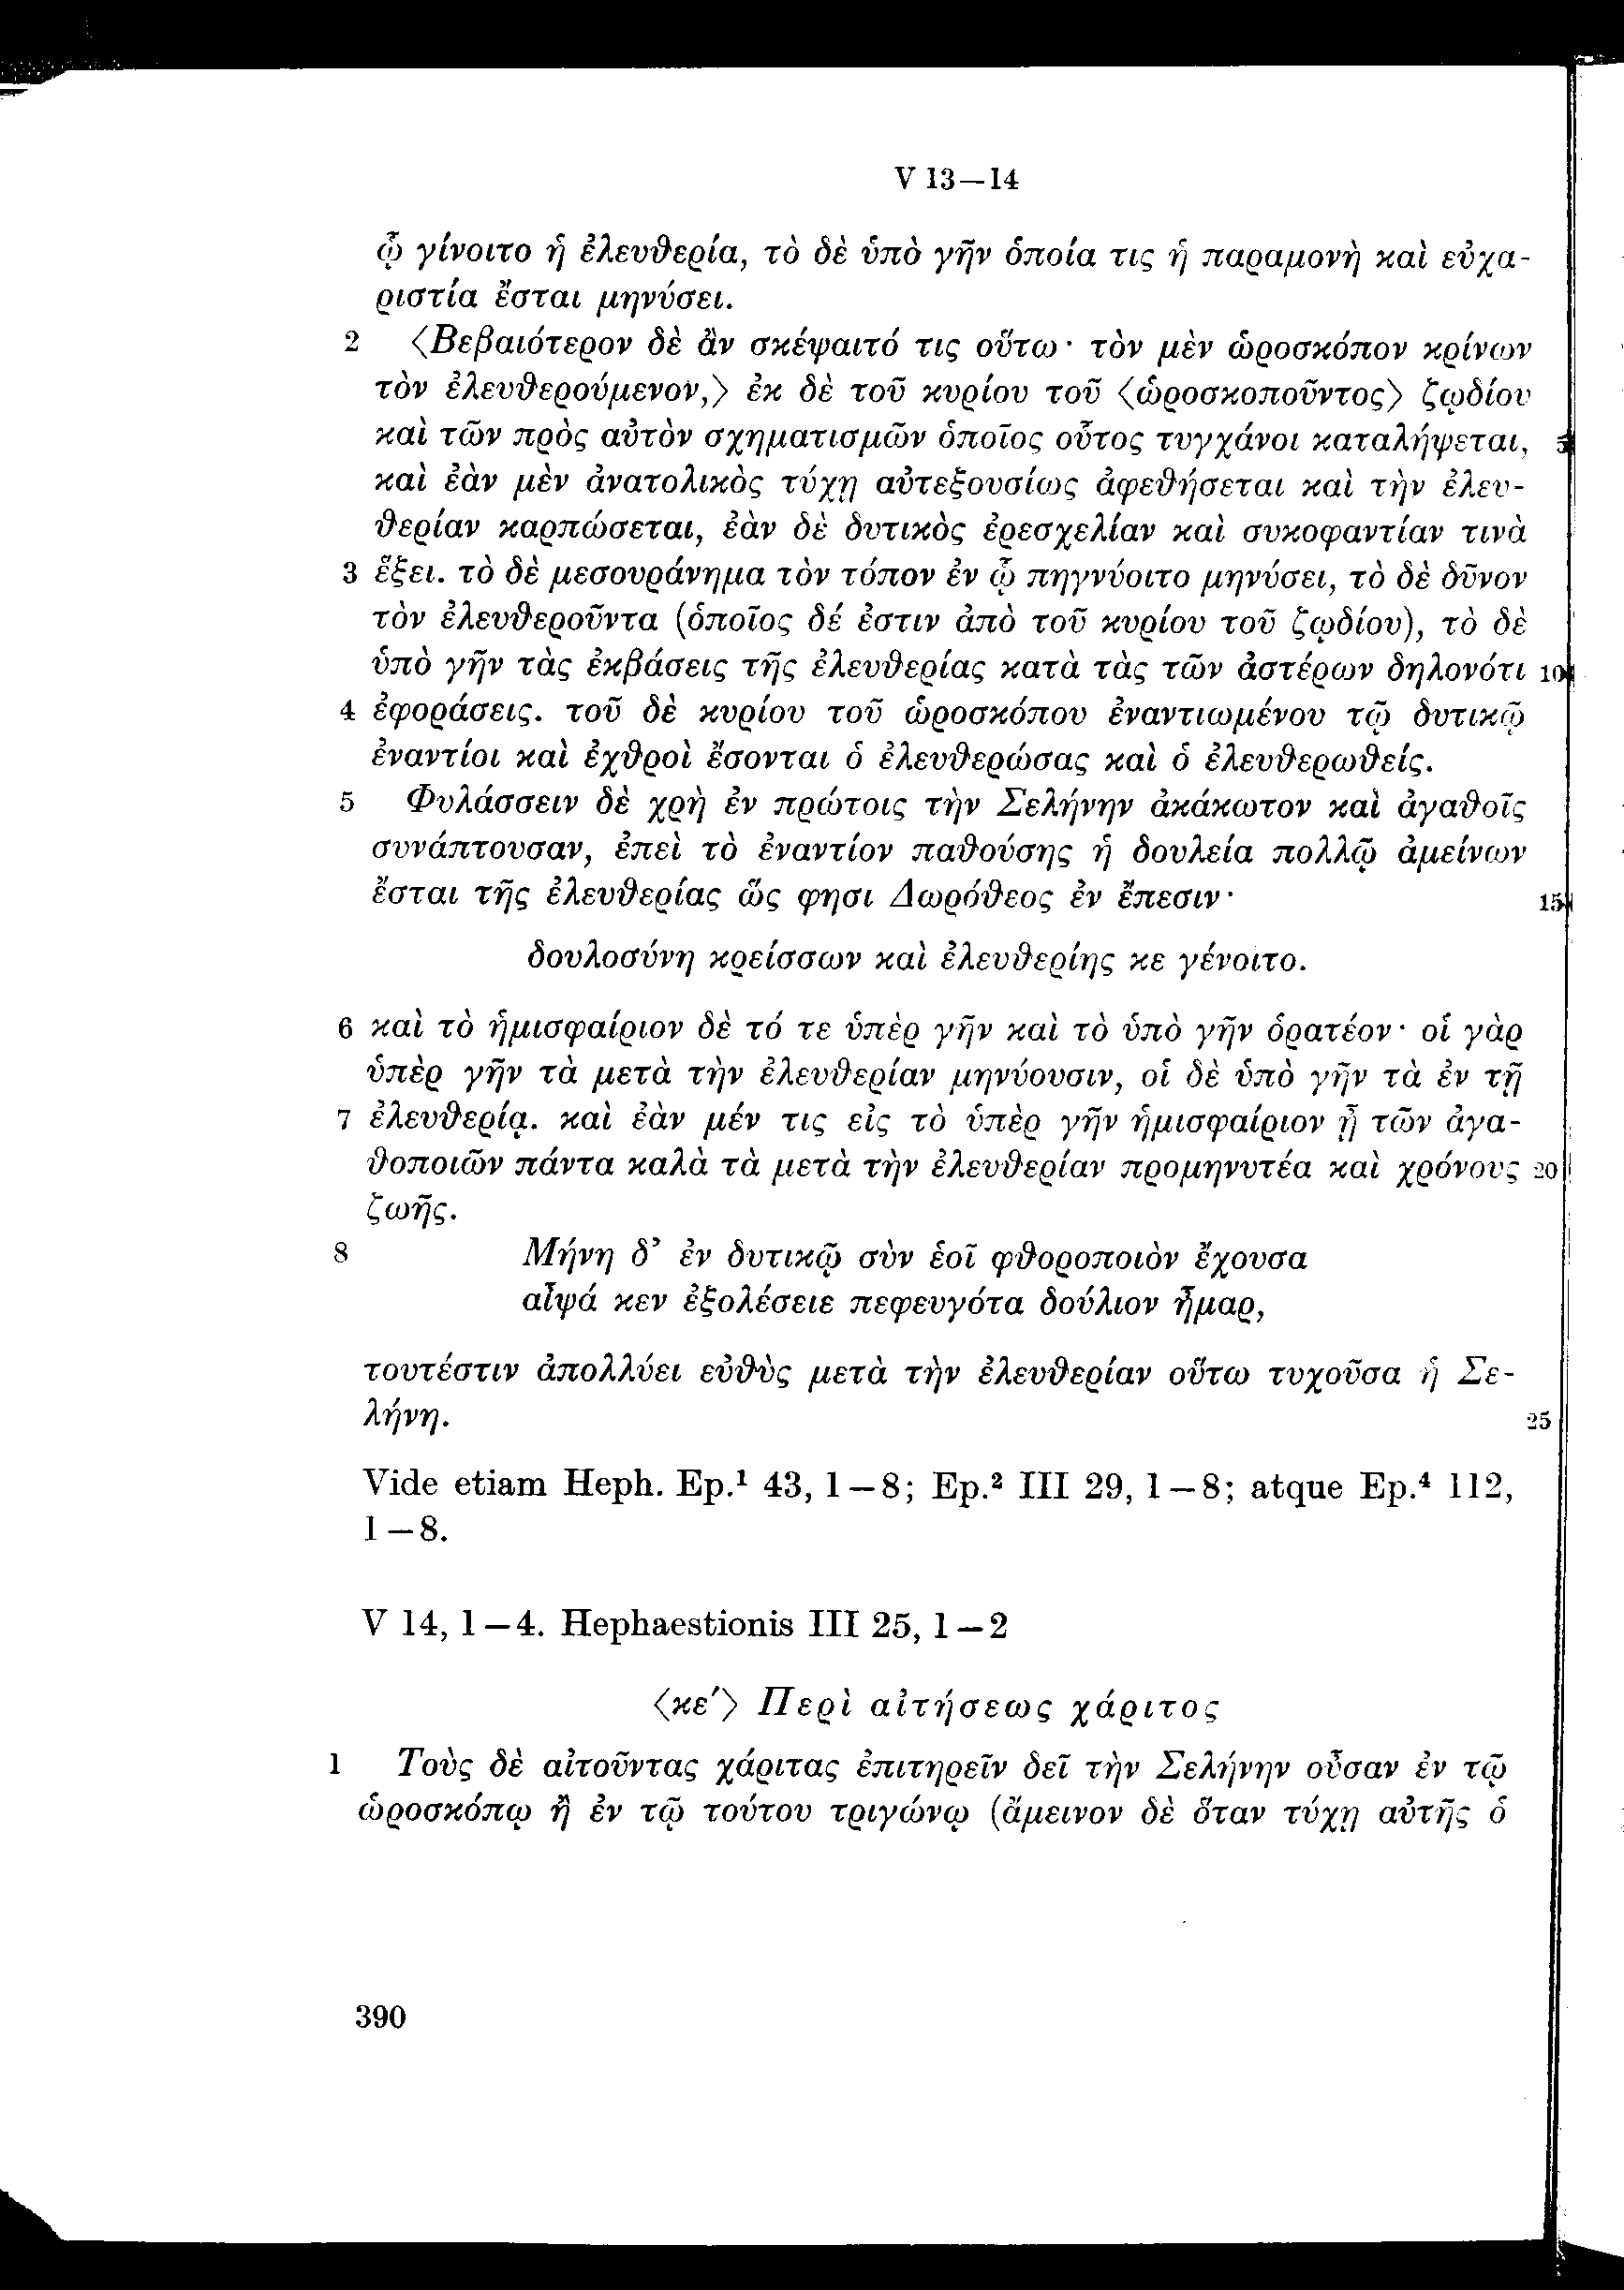 V 13—14
ᾧ γίνοιτο ἡ ἐλευθερία, τὸ δὲ ὑπὸ γῆν ὁποία τις ἡ παραμονὴ καὶ εὐχα-
ριστία ἔσται μηνύσει.
2 〈Βεβαιότερον δὲ ἂν σκέψαιτό τις οὕτω· τὸν μὲν ὡροσκόπον κρίνων
τὸν ἐλευθερούμενον,〉 ἐκ δὲ τοῦ κυρίου τοῦ 〈ὡροσκοποῦντος〉 ζῳδίου
καὶ τῶν πρὸς αὐτὸν σχηματισμῶν ὁποῖος οὗτος τυγχάνοι καταλήψεται, 5
καὶ ἐὰν μὲν ἀνατολικὸς τύχῃ αὐτεξουσίως ἀφεθήσεται καὶ τὴν ἐλευ-
θερίαν καρπώσεται, ἐὰν δὲ δυτικὸς ἐρεσχελίαν καὶ συκοφαντίαν τινὰ
3 ἕξει. τὸ δὲ μεσουράνημα τὸν τόπον ἐν ᾧ πηγνύοιτο μηνύσει, τὸ δὲ δῦνον
τὸν ἐλευθεροῦντα (ὁποῖος δέ ἐστιν ἀπὸ τοῦ κυρίου τοῦ ζῳδίου), τὸ δὲ
ὑπὸ γῆν τὰς ἐκβάσεις τῆς ἐλευθερίας κατὰ τὰς τῶν ἀστέρων δηλονότι 10
4 ἐφοράσεις. τοῦ δὲ κυρίου τοῦ ὡροσκόπου ἐναντιωμένου τῷ δυτικῷ
ἐναντίοι καὶ ἐχθροὶ ἔσονται ὁ ἐλευθερώσας καὶ ὁ ἐλευθερωθείς.
5 Φυλάσσειν δὲ χρὴ ἐν πρώτοις τὴν Σελήνην ἀκάκωτον καὶ ἀγαθοῖς
συνάπτουσαν, ἐπεὶ τὸ ἐναντίον παθούσης ἡ δουλεία πολλῷ ἀμείνων
ἔσται τῆς ἐλευθερίας ὥς φησι Δωρόθεος ἐν ἔπεσιν· 15
δουλοσύνη κρείσσων καὶ ἐλευθερίης κε γένοιτο.
6 καὶ τὸ ἡμισφαίριον δὲ τό τε ὑπὲρ γῆν καὶ τὸ ὑπὸ γῆν ὁρατέον· οἱ γὰρ
ὑπὲρ γῆν τὰ μετὰ τὴν ἐλευθερίαν μηνύουσιν, οἱ δὲ ὑπὸ γῆν τὰ ἐν τῇ
7 ἐλευθερίᾳ. καὶ ἐὰν μέν τις εἰς τὸ ὑπὲρ γῆν ἡμισφαίριον ᾖ τῶν ἀγα-
θοποιῶν πάντα καλὰ τὰ μετὰ τὴν ἐλευθερίαν προμηνυτέα καὶ χρόνους 20
ζωῆς.
8 Μήνη δ’ ἐν δυτικῷ σὺν ἑοῖ φθοροποιὸν ἔχουσα
αἶψά κεν ἐξολέσειε πεφευγότα δούλιον ἦμαρ,
τουτέστιν ἀπολλύει εὐθὺς μετὰ τὴν ἐλευθερίαν οὕτω τυχοῦσα ἡ Σε-
λήνη. 25
Vide etiam Heph. Ep.¹ 43, 1—8; Ep.² III 29, 1—8; atque Ep.⁴ 112,
1—8.
V 14, 1—4. Hephaestionis III 25, 1—2
〈κε′〉 Περὶ αἰτήσεως χάριτος
1 Τοὺς δὲ αἰτοῦντας χάριτας ἐπιτηρεῖν δεῖ τὴν Σελήνην οὖσαν ἐν τῷ
ὡροσκόπῳ ἢ ἐν τῷ τούτου τριγώνῳ (ἄμεινον δὲ ὅταν τύχῃ αὐτῆς ὁ
390